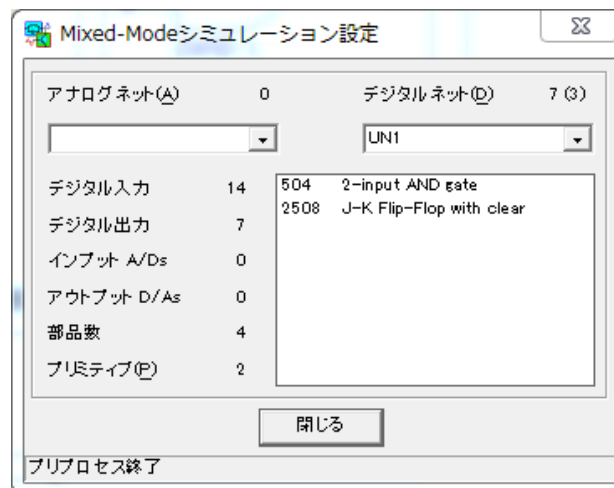 Mixed-Modeシミュレーション設定
アナログネット(A) 0 デジタルネット(D) 7 (3)
UN1
デジタル入力 14
デジタル出力 7
インプット A/Ds 0
アウトプット D/As 0
部品数 4
プリミティブ(P) 2
504 2-input AND gate
2508 J-K Flip-Flop with clear
閉じる
プリプロセス終了